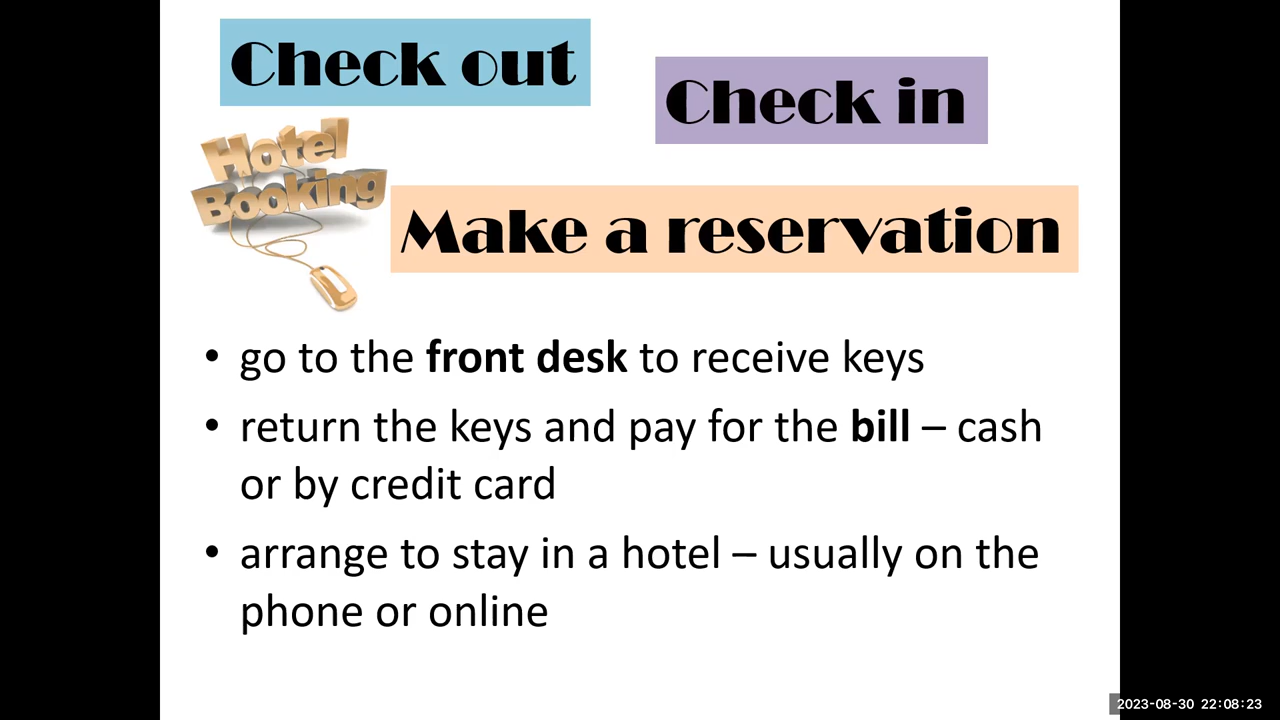 Check out
Check in
Hotel
Booking
Make a reservation
• go to the front desk to receive keys
• return the keys and pay for the bill – cash
or by credit card
• arrange to stay in a hotel – usually on the
phone or online
2023-08-30 22:08:23